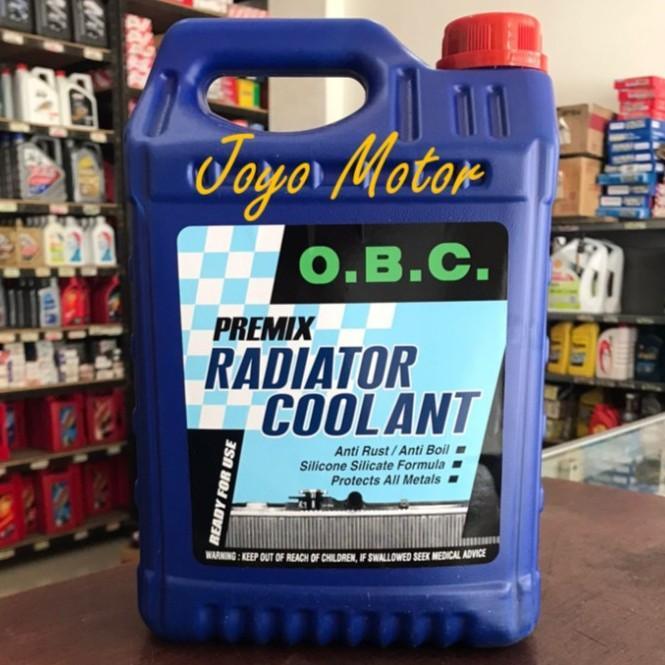 Joyo Motor
O.B.C.
PREMIX
RADIATOR
COOLANT
Anti Rust / Anti Boil
Silicone Silicate Formula
Protects All Metals
READY FOR USE
WARNING : KEEP OUT OF REACH OF CHILDREN, IF SWALLOWED SEEK MEDICAL ADVICE